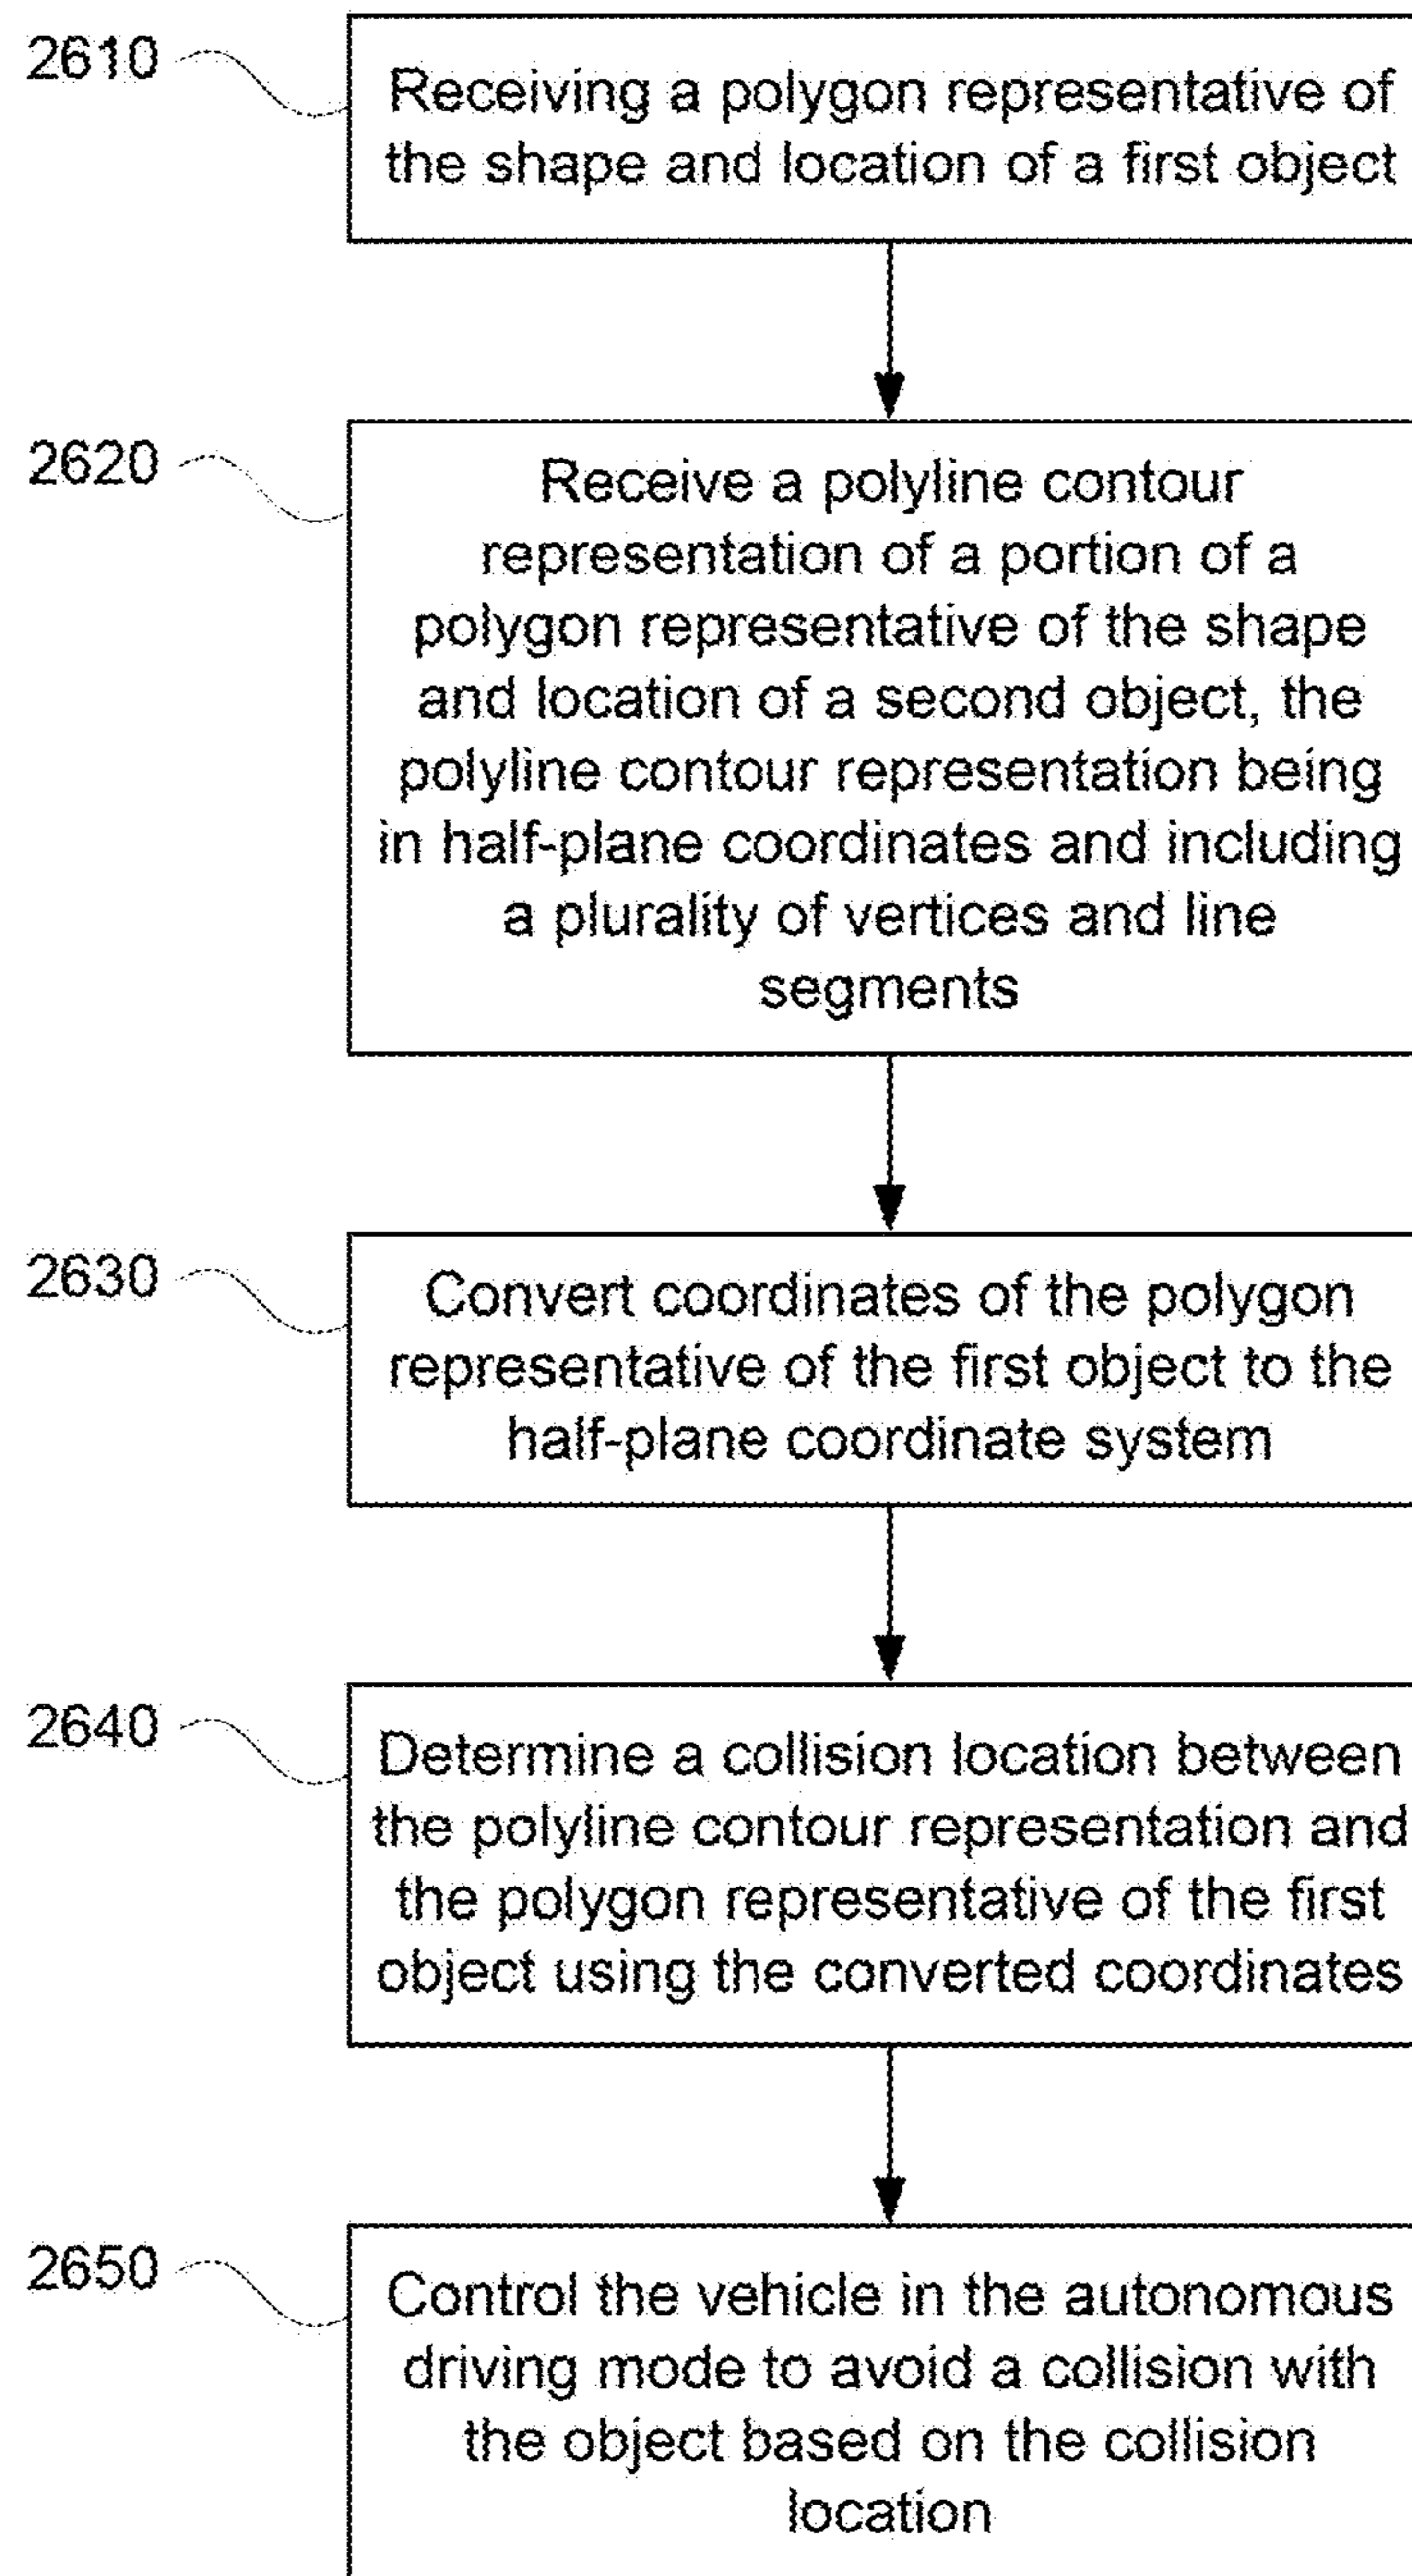 2610
Receiving a polygon representative of
the shape and location of a first object
2620
Receive a polyline contour
representation of a portion of a
polygon representative of the shape
and location of a second object, the
polyline contour representation being
in half-plane coordinates and including
a plurality of vertices and line
segments
2630
Convert coordinates of the polygon
representative of the first object to the
half-plane coordinate system
2640
Determine a collision location between
the polyline contour representation and
the polygon representative of the first
object using the converted coordinates
2650
Control the vehicle in the autonomous
driving mode to avoid a collision with
the object based on the collision
location